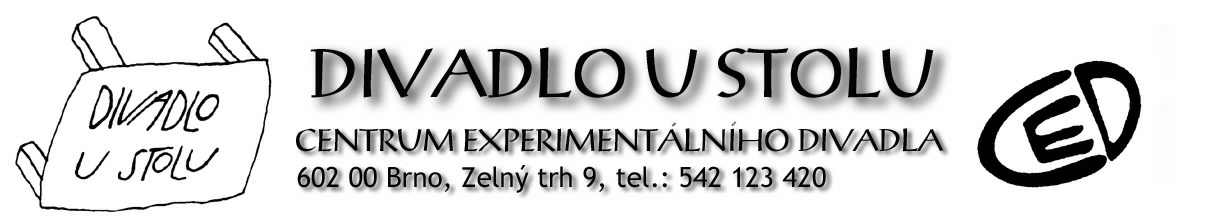 DIVADLO
U STOLU
DIVADLO U STOLU
CENTRUM EXPERIMENTÁLNÍHO DIVADLA
602 00 Brno, Zelný trh 9, tel.: 542 123 420
CED